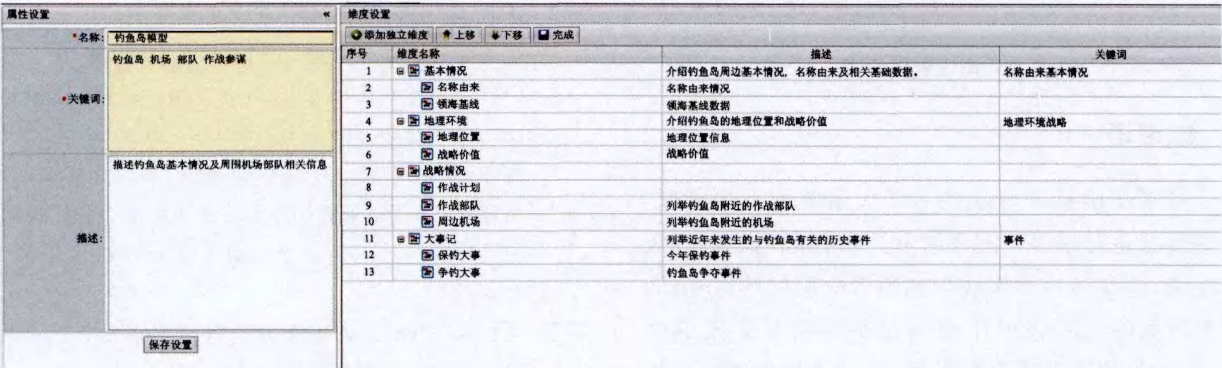 属性设置 «
*名称: 钓鱼岛模型
*关键词: 钓鱼岛 机场 部队 作战参谋
描述: 描述钓鱼岛基本情况及周围机场部队相关信息
保存设置
维度设置
添加独立维度 上移 下移 完成
序号 维度名称 描述 关键词
1 基本情况 介绍钓鱼岛周边基本情况,名称由来及相关基础数据。 名称由来基本情况
2 名称由来 名称由来情况
3 领海基线 领海基线数据
4 地理环境 介绍钓鱼岛的地理位置和战略价值 地理环境战略
5 地理位置 地理位置信息
6 战略价值 战略价值
7 战略情况
8 作战计划
9 作战部队 列举钓鱼岛附近的作战部队
10 周边机场 列举钓鱼岛附近的机场
11 大事记 列举近年来发生的与钓鱼岛有关的历史事件 事件
12 保钓大事 今年保钓事件
13 争钓大事 钓鱼岛争夺事件